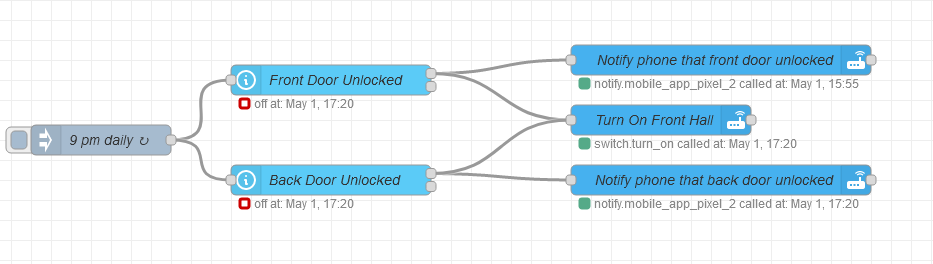 Notify phone that front door unlocked
Front Door Unlocked
notify.mobile_app_pixel_2 called at: May 1, 15:55
off at: May 1, 17:20
Turn On Front Hall
9 pm daily ↻
switch.turn_on called at: May 1, 17:20
Back Door Unlocked
Notify phone that back door unlocked
off at: May 1, 17:20
notify.mobile_app_pixel_2 called at: May 1, 17:20